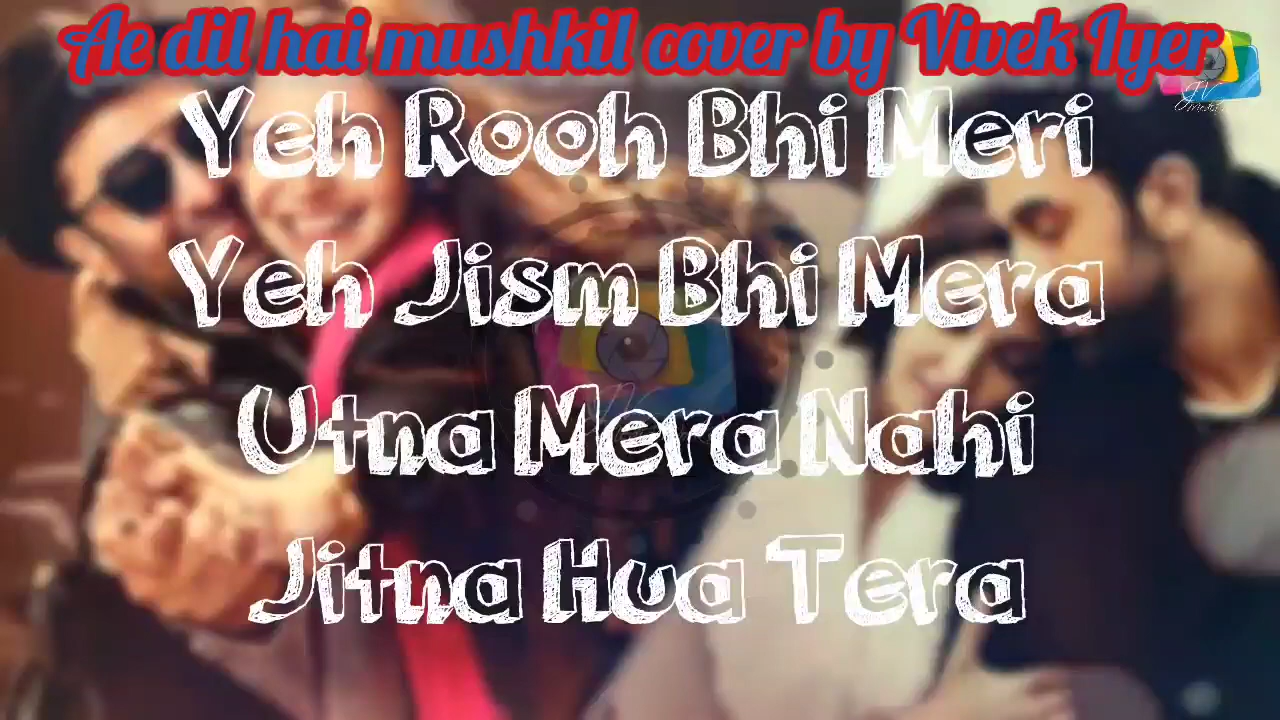 Ae dil hai mushkil cover by Vivek Iyer
Yeh Rooh Bhi Meri
Yeh Jism Bhi Mera
Utna Mera Nahi
Jitna Hua Tera